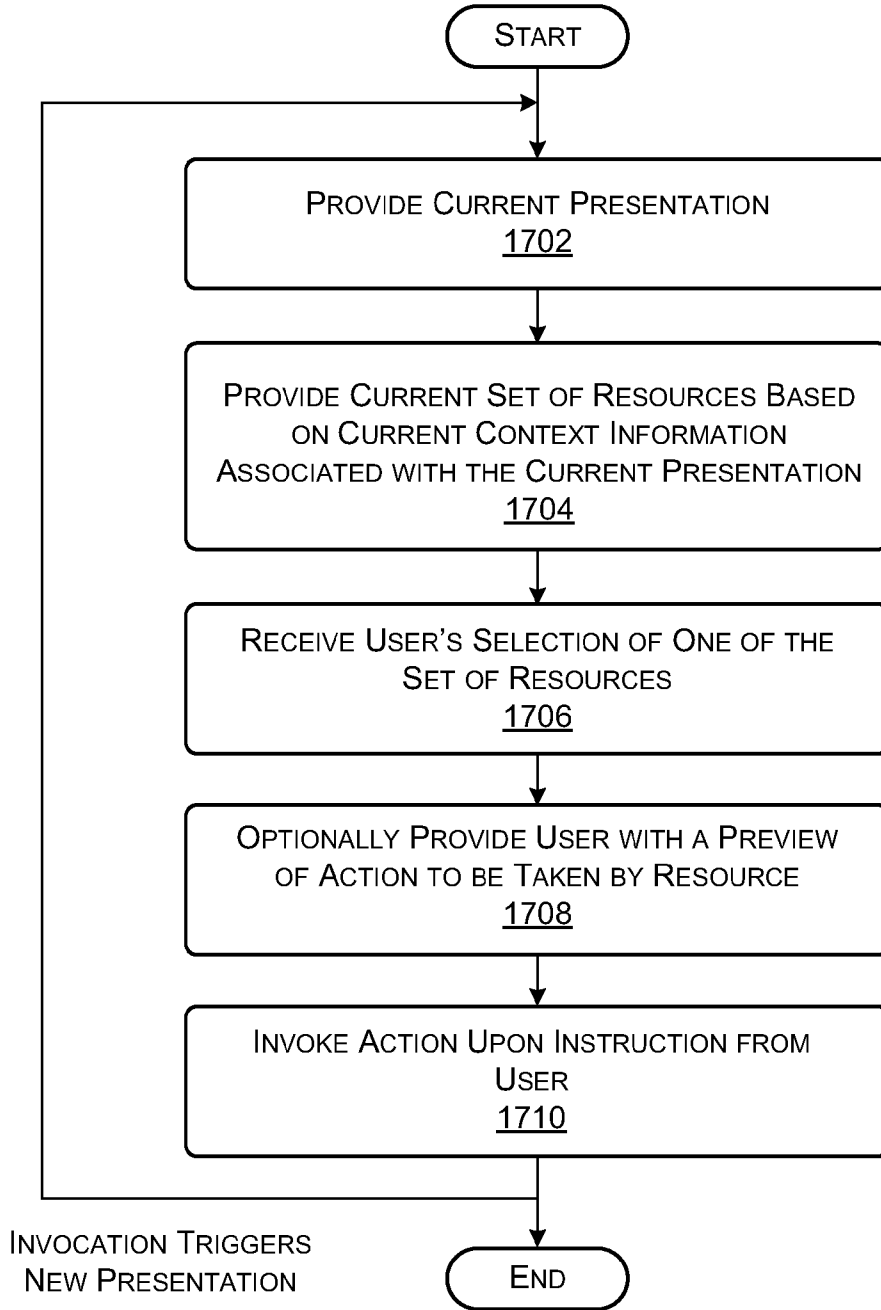 START
PROVIDE CURRENT PRESENTATION
1702
PROVIDE CURRENT SET OF RESOURCES BASED
ON CURRENT CONTEXT INFORMATION
ASSOCIATED WITH THE CURRENT PRESENTATION
1704
RECEIVE USER’S SELECTION OF ONE OF THE
SET OF RESOURCES
1706
OPTIONALLY PROVIDE USER WITH A PREVIEW
OF ACTION TO BE TAKEN BY RESOURCE
1708
INVOKE ACTION UPON INSTRUCTION FROM
USER
1710
INVOCATION TRIGGERS
NEW PRESENTATION
END